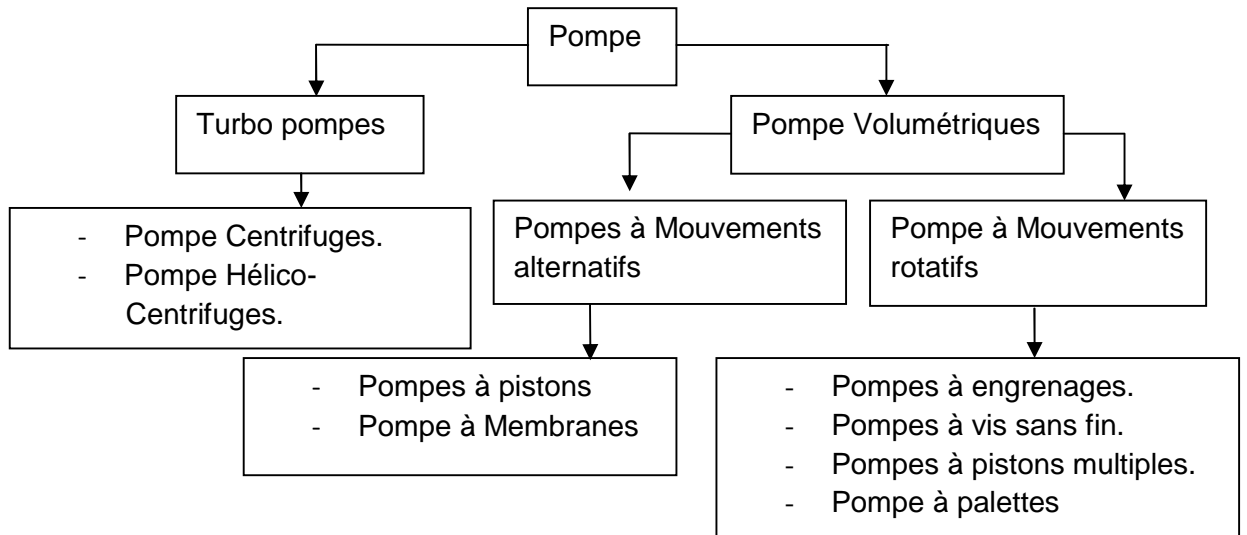 Pompe
Turbo pompes
Pompe Volumétriques
- Pompe Centrifuges.
- Pompe Hélico-
Centrifuges.
Pompes à Mouvements
alternatifs
Pompe à Mouvements
rotatifs
- Pompes à pistons
- Pompe à Membranes
- Pompes à engrenages.
- Pompes à vis sans fin.
- Pompes à pistons multiples.
- Pompe à palettes